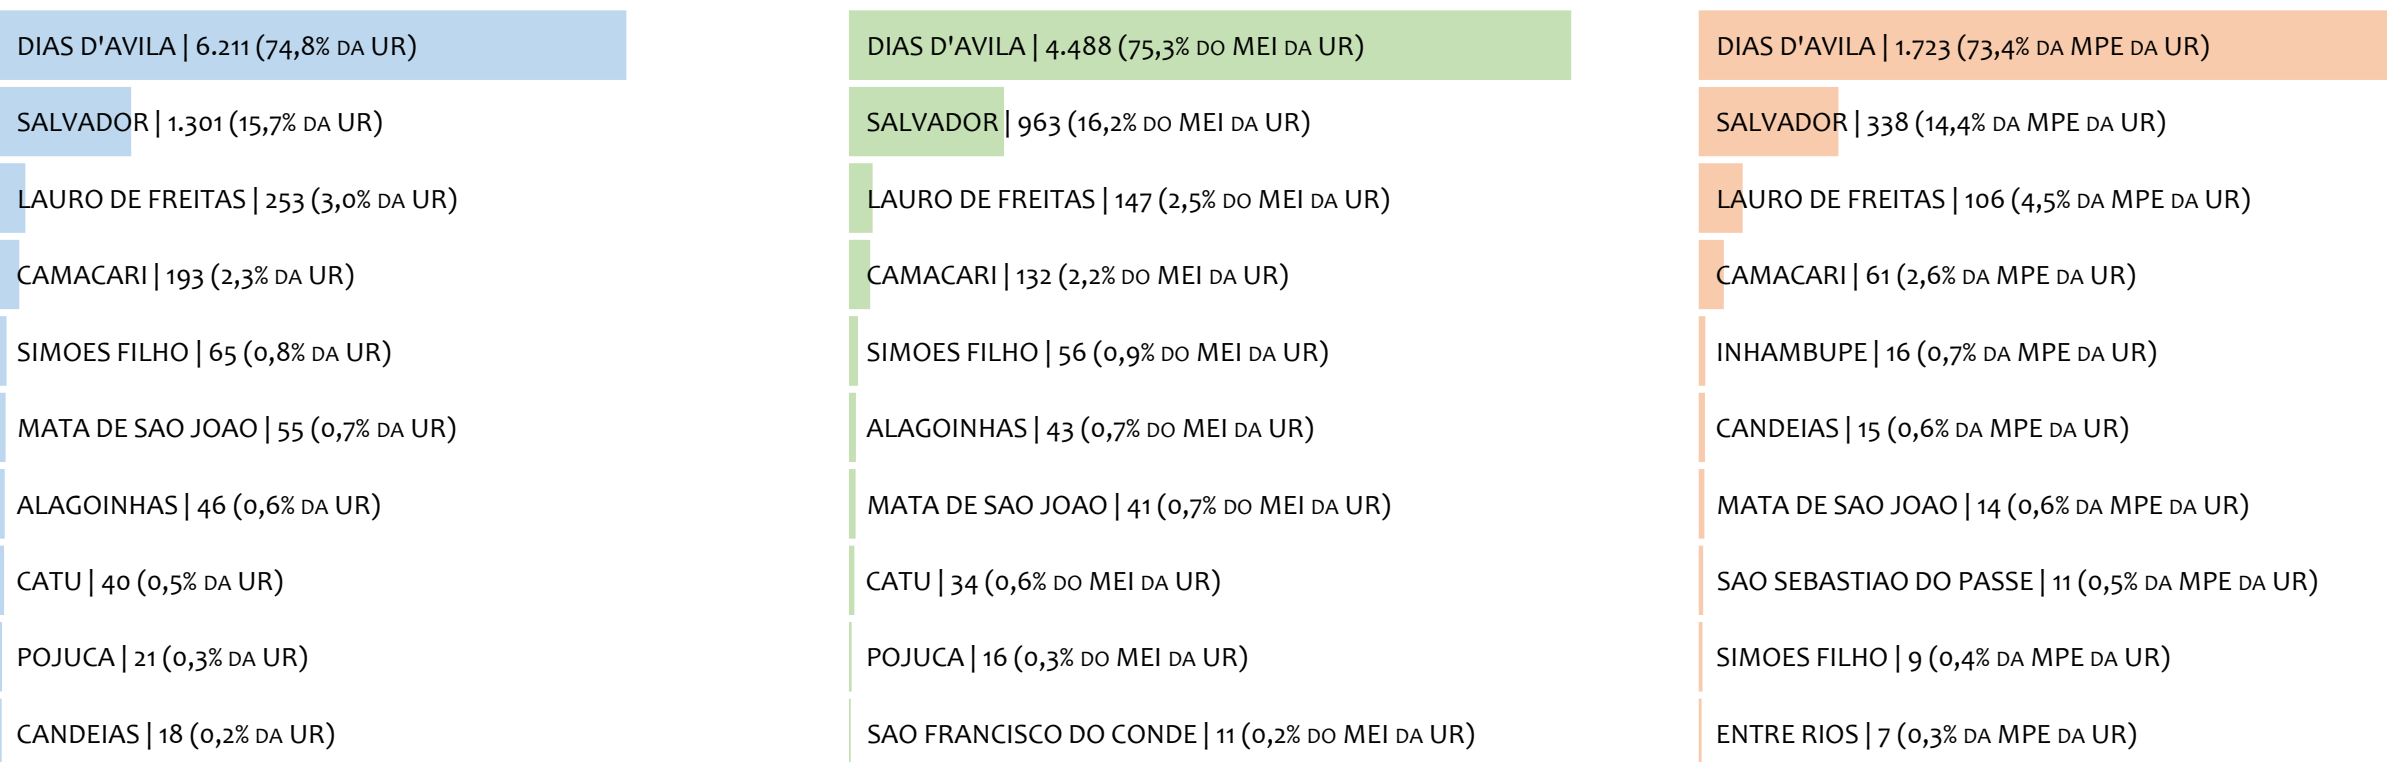 DIAS D'AVILA | 6.211 (74,8% DA UR)
SALVADOR | 1.301 (15,7% DA UR)
LAURO DE FREITAS | 253 (3,0% DA UR)
CAMACARI | 193 (2,3% DA UR)
SIMOES FILHO | 65 (0,8% DA UR)
MATA DE SAO JOAO | 55 (0,7% DA UR)
ALAGOINHAS | 46 (0,6% DA UR)
CATU | 40 (0,5% DA UR)
POJUCA | 21 (0,3% DA UR)
CANDEIAS | 18 (0,2% DA UR)
DIAS D'AVILA | 4.488 (75,3% DO MEI DA UR)
SALVADOR | 963 (16,2% DO MEI DA UR)
LAURO DE FREITAS | 147 (2,5% DO MEI DA UR)
CAMACARI | 132 (2,2% DO MEI DA UR)
SIMOES FILHO | 56 (0,9% DO MEI DA UR)
ALAGOINHAS | 43 (0,7% DO MEI DA UR)
MATA DE SAO JOAO | 41 (0,7% DO MEI DA UR)
CATU | 34 (0,6% DO MEI DA UR)
POJUCA | 16 (0,3% DO MEI DA UR)
SAO FRANCISCO DO CONDE | 11 (0,2% DO MEI DA UR)
DIAS D'AVILA | 1.723 (73,4% DA MPE DA UR)
SALVADOR | 338 (14,4% DA MPE DA UR)
LAURO DE FREITAS | 106 (4,5% DA MPE DA UR)
CAMACARI | 61 (2,6% DA MPE DA UR)
INHAMBUPE | 16 (0,7% DA MPE DA UR)
CANDEIAS | 15 (0,6% DA MPE DA UR)
MATA DE SAO JOAO | 14 (0,6% DA MPE DA UR)
SAO SEBASTIAO DO PASSE | 11 (0,5% DA MPE DA UR)
SIMOES FILHO | 9 (0,4% DA MPE DA UR)
ENTRE RIOS | 7 (0,3% DA MPE DA UR)